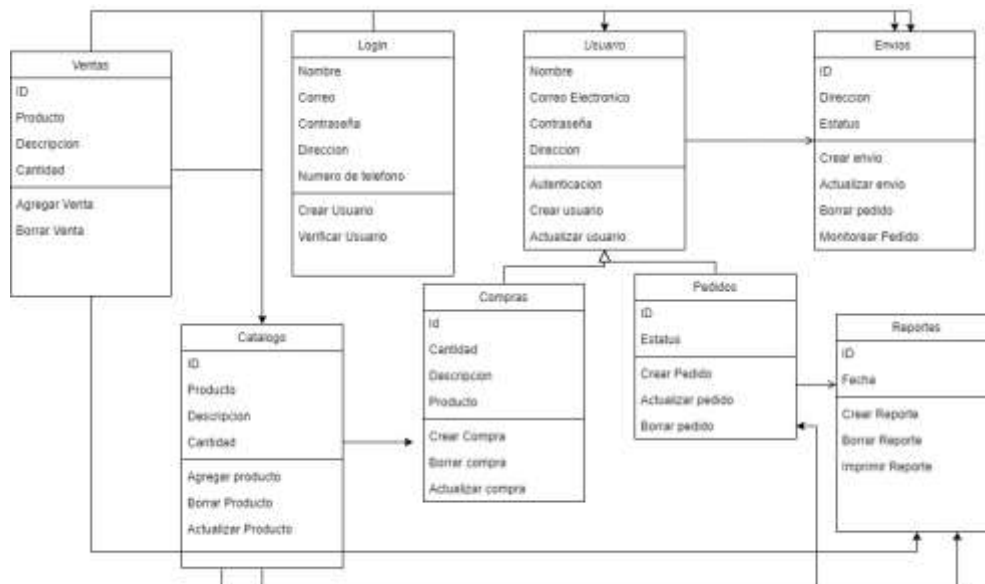 Ventas
ID
Producto
Descripcion
Cantidad
Agregar Venta
Borrar Venta
Login
Nombre
Correo
Contraseña
Direccion
Numero de telefono
Crear Usuario
Verificar Usuario
Usuario
Nombre
Correo Electronico
Contraseña
Direccion
Autenticacion
Crear usuario
Actualizar usuario
Envios
ID
Direccion
Estatus
Crear envio
Actualizar envio
Borrar pedido
Monitorear Pedido
Catalogo
ID
Producto
Descripcion
Cantidad
Agregar producto
Borrar Producto
Actualizar Producto
Compras
Id
Cantidad
Descripcion
Producto
Crear Compra
Borrar compra
Actualizar compra
Pedidos
ID
Estatus
Crear Pedido
Actualizar pedido
Borrar pedido
Reportes
ID
Fecha
Crear Reporte
Borrar Reporte
Imprimir Reporte